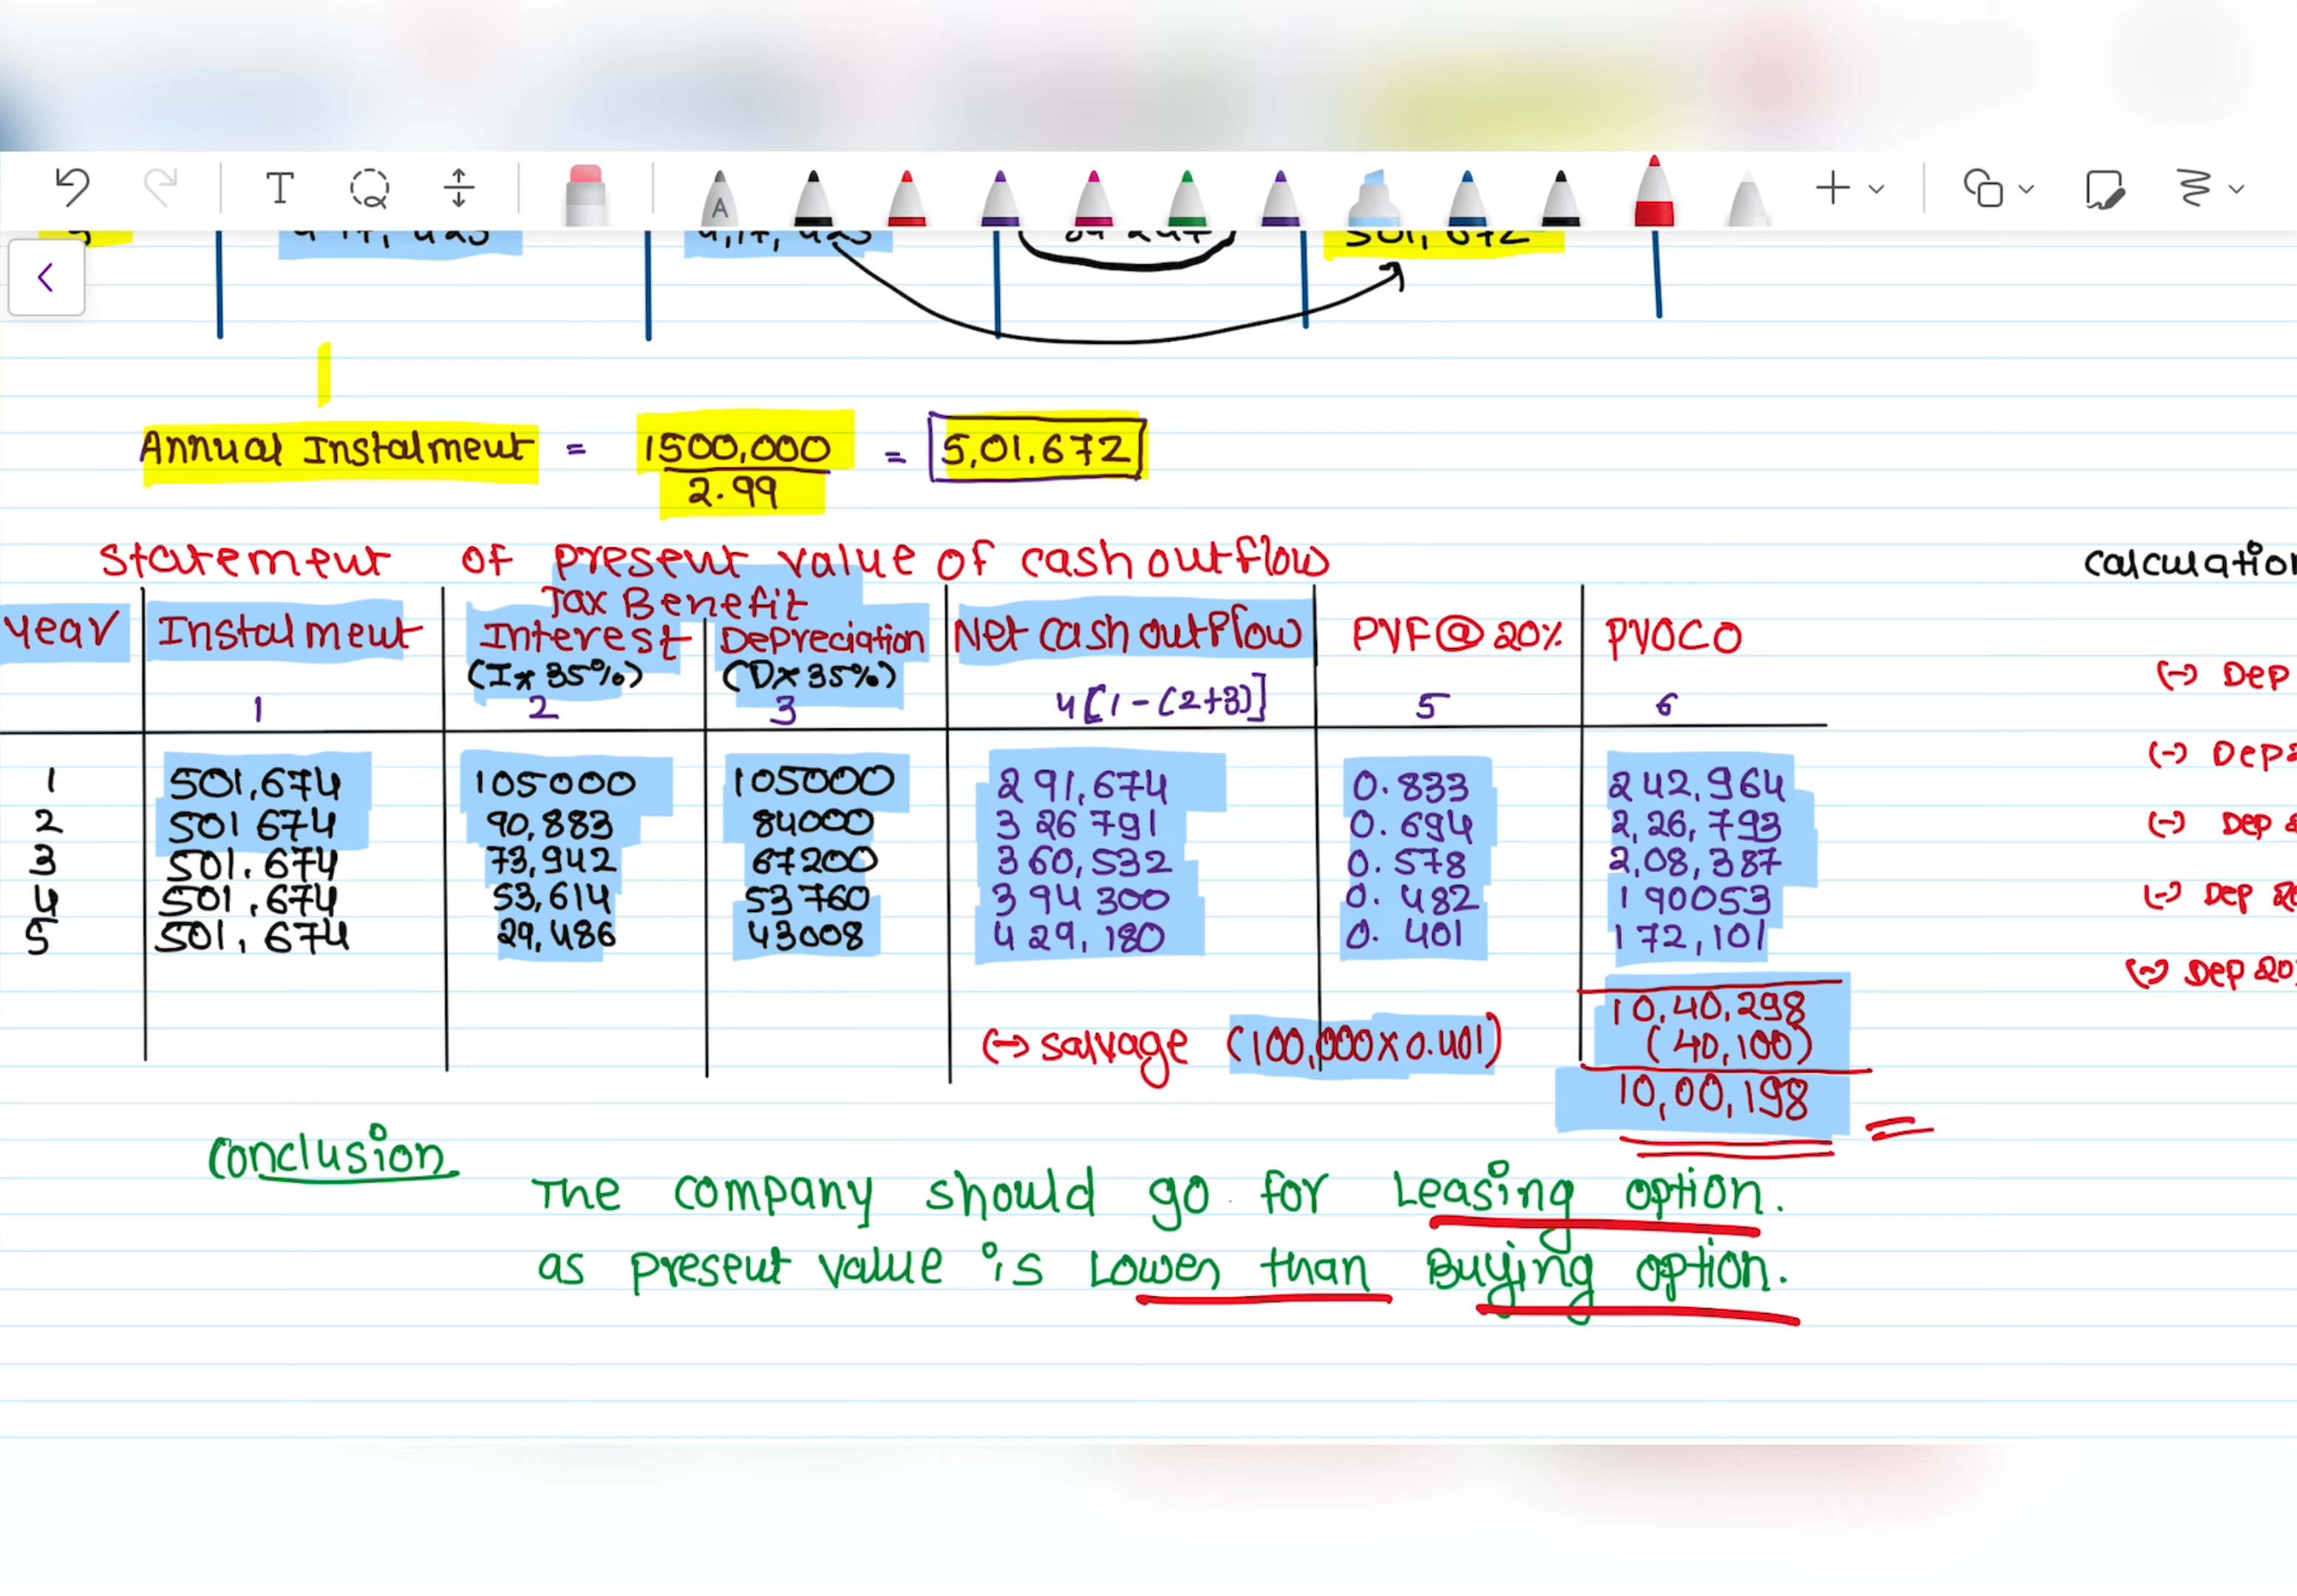 T
A
Annual Instalment = 1500,000 / 2.99 = 5,01.672
Statement of present value of cash outflow
Calculation
Tax Benefit
year Instalment Interest Depreciation Net cash outflow PVF@ 20% PVOCO
(I x 35%) (D x 35%)
(-) Dep
1 2 3 4[1-(2+3)] 5 6
(-) Dep
1 501,674 105000 105000 291,674 0.833 242,964
2 501 674 90,883 84000 326791 0.694 2,26,793
(-) Dep
3 501.674 73,942 67200 360,532 0.578 2,08,387
4 501.674 53,614 53760 394300 0.482 190053
(-) Dep
5 501,674 29,486 43008 429,180 0.401 172,101
(-) Dep 20
10,40,298
(-) salvage (100,000 x 0.401) (40,100)
10,00,198
Conclusion
The company should go for Leasing option.
as present value is Lower than Buying option.